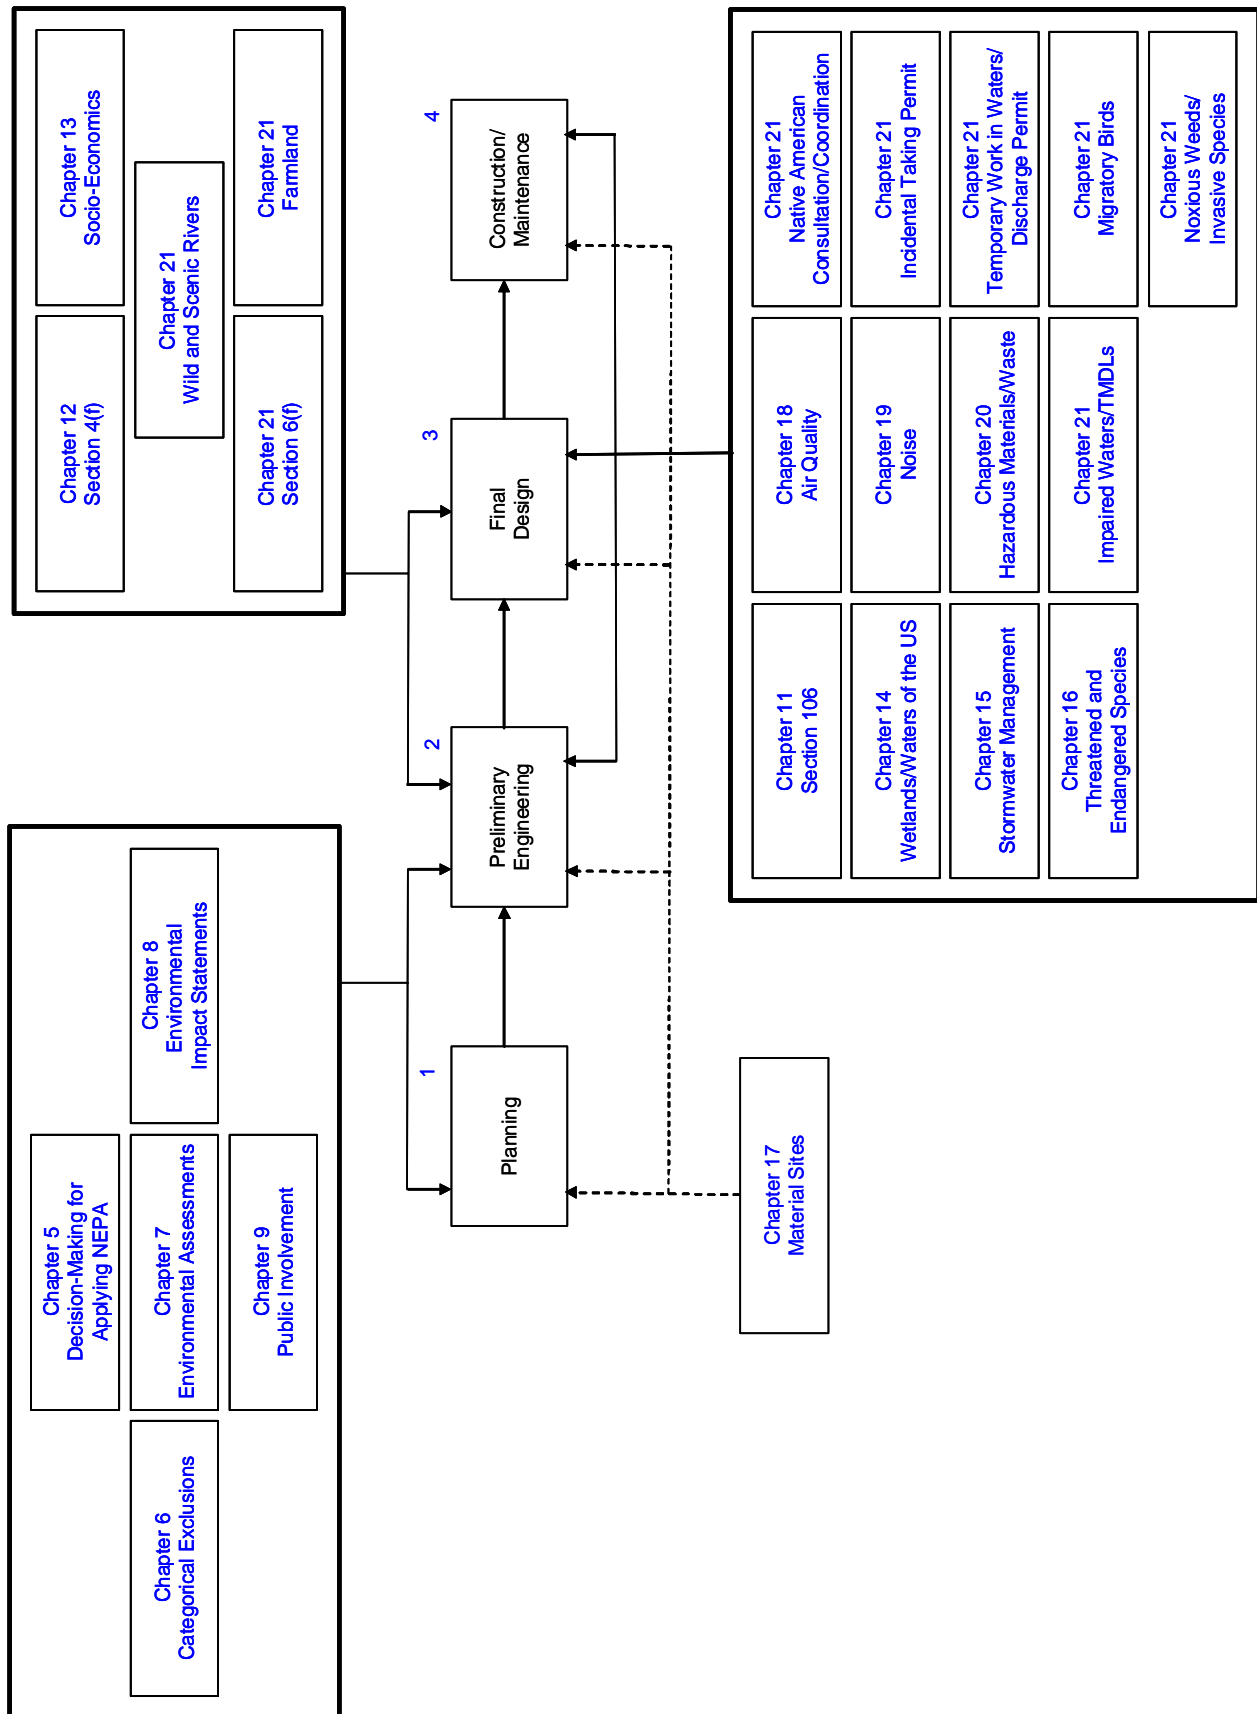 Chapter 5
Decision-Making for
Applying NEPA
Chapter 6
Categorical Exclusions
Chapter 7
Environmental Assessments
Chapter 8
Environmental
Impact Statements
Chapter 9
Public Involvement
Chapter 12
Section 4(f)
Chapter 13
Socio-Economics
Chapter 21
Wild and Scenic Rivers
Chapter 21
Section 6(f)
Chapter 21
Farmland
1
Planning
2
Preliminary
Engineering
3
Final
Design
4
Construction/
Maintenance
Chapter 17
Material Sites
Chapter 11
Section 106
Chapter 18
Air Quality
Chapter 21
Native American
Consultation/Coordination
Chapter 14
Wetlands/Waters of the US
Chapter 19
Noise
Chapter 21
Incidental Taking Permit
Chapter 15
Stormwater Management
Chapter 20
Hazardous Materials/Waste
Chapter 21
Temporary Work in Waters/
Discharge Permit
Chapter 16
Threatened and
Endangered Species
Chapter 21
Impaired Waters/TMDLs
Chapter 21
Migratory Birds
Chapter 21
Noxious Weeds/
Invasive Species